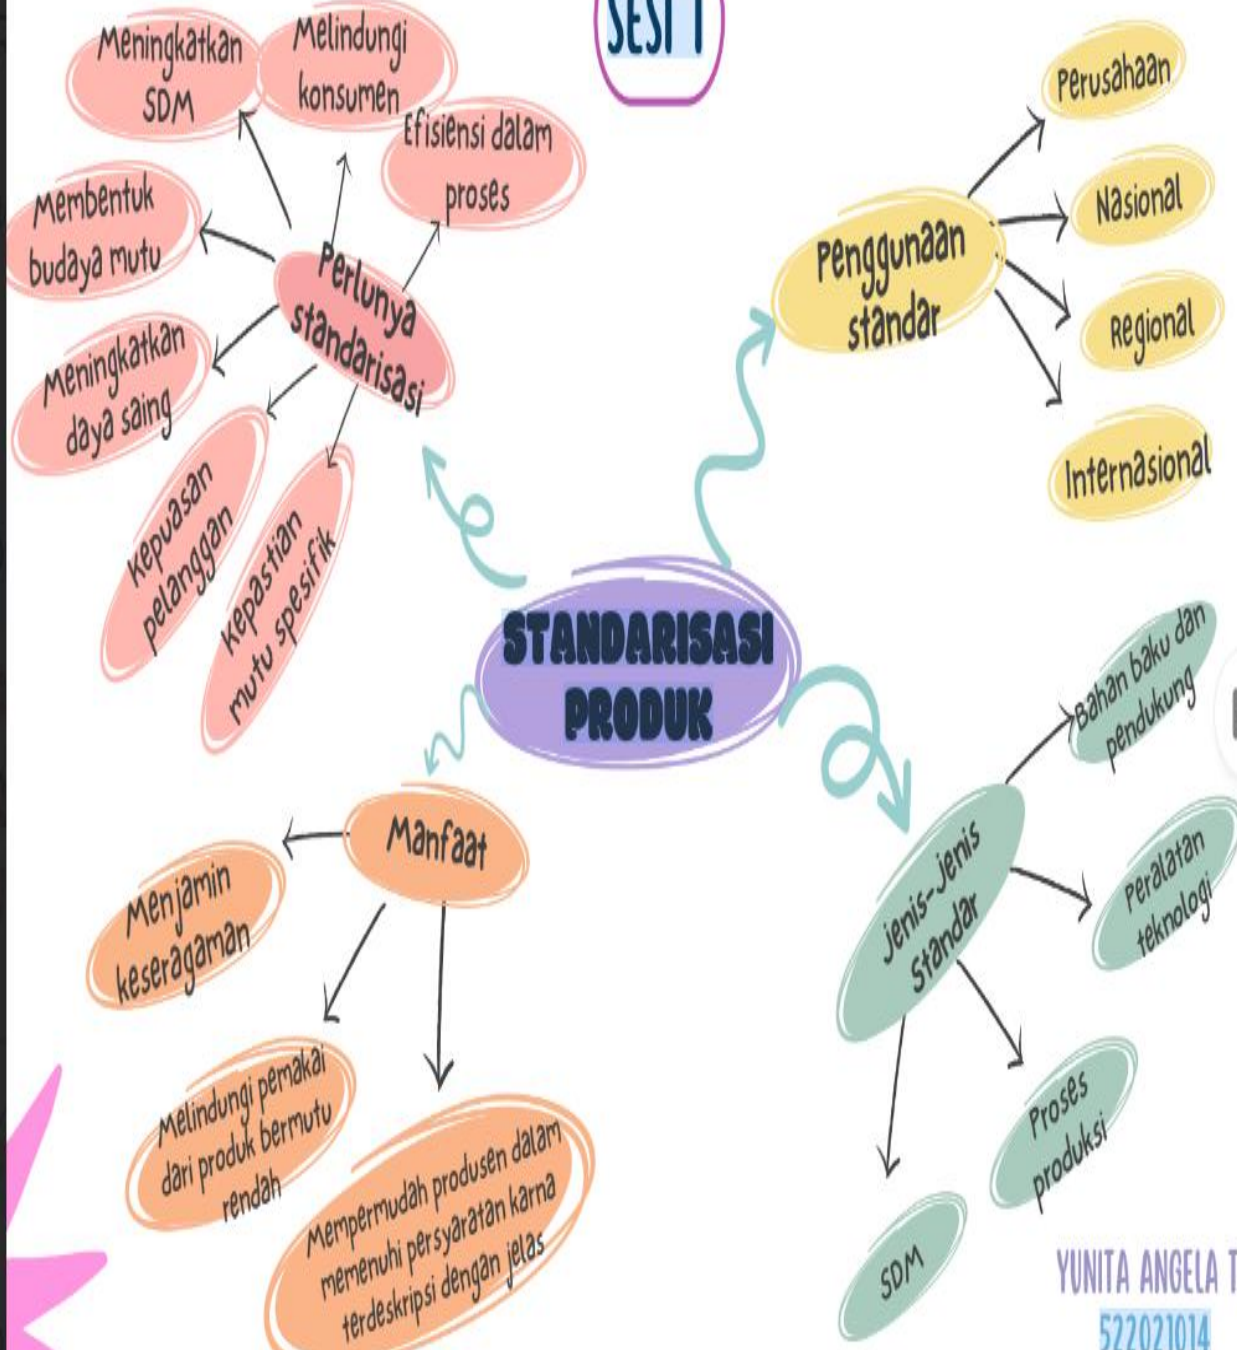 SESI 1
Meningkatkan
SDM
Melindungi
konsumen
Efisiensi dalam
proses
Membentuk
budaya mutu
Perlunya
standarisasi
Meningkatkan
daya saing
Kepuasan
pelanggan
Kepastian
mutu spesifik
Penggunaan
standar
Perusahaan
Nasional
Regional
Internasional
STANDARISASI
PRODUK
Manfaat
Menjamin
keseragaman
Melindungi pemakai
dari produk bermutu
rendah
Mempermudah produsen dalam
memenuhi persyaratan karna
terdeskripsi dengan jelas
jenis-jenis
Standar
Bahan baku dan
pendukung
Peralatan
teknologi
Proses
produksi
SDM
YUNITA ANGELA T
522021014